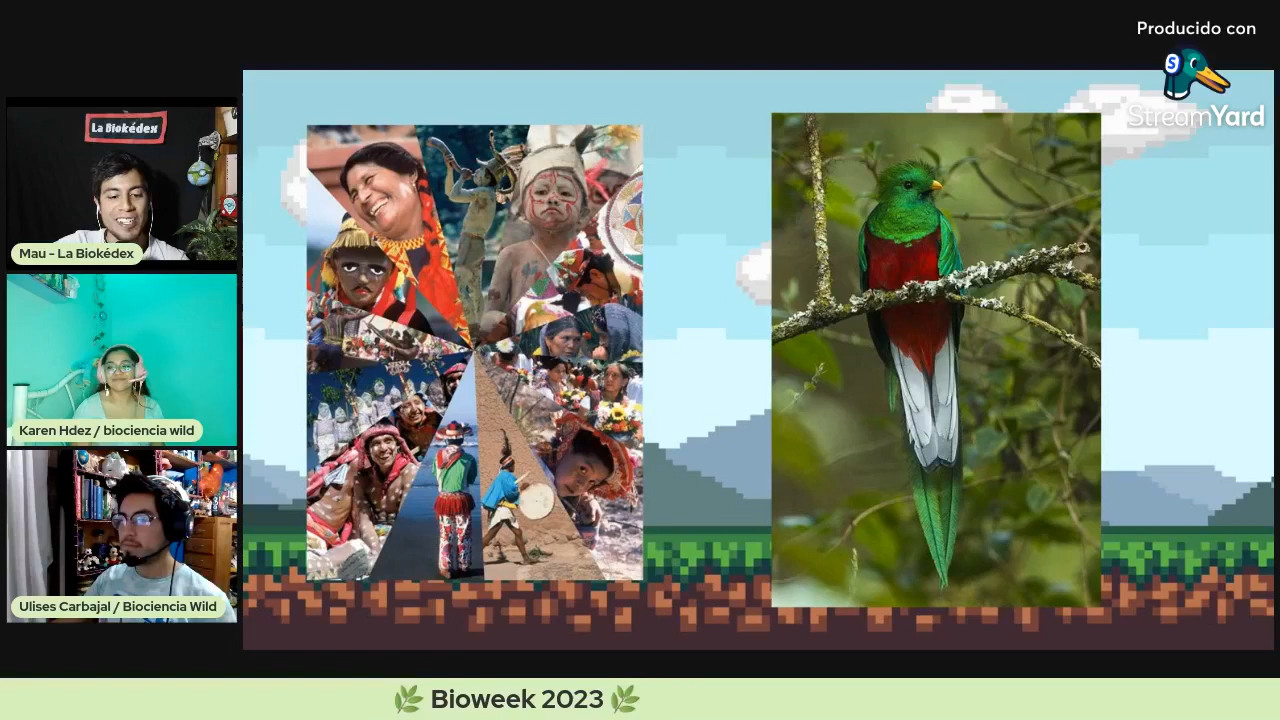 Producido con
StreamYard
La Biokédex
Mau - La Biokédex
Karen Hdez / biociencia wild
Ulises Carbajal / Biociencia Wild
🌿 Bioweek 2023 🌿